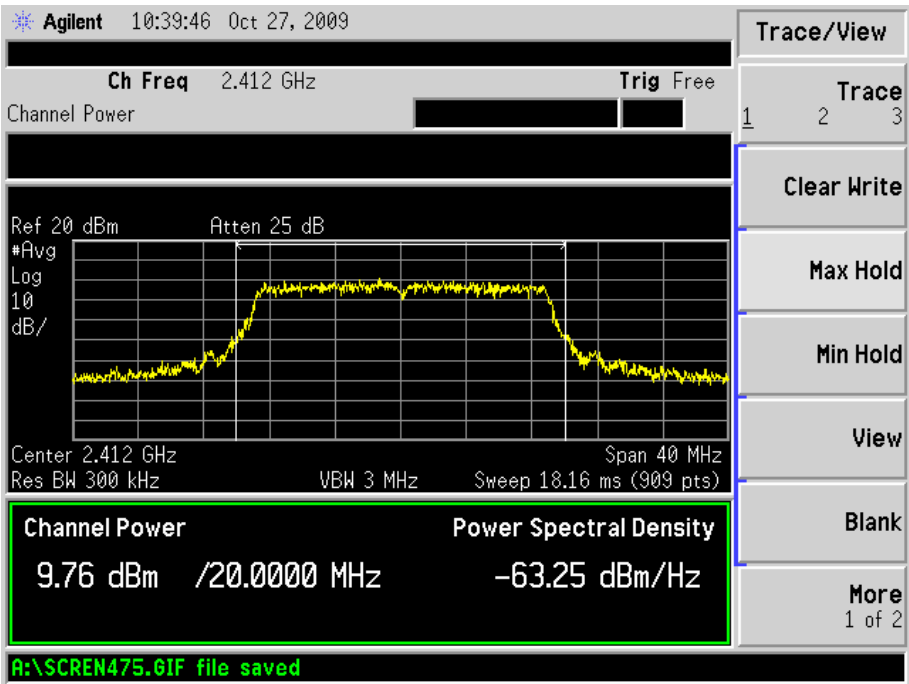 Agilent 10:39:46 Oct 27, 2009
Ch Freq 2.412 GHz Trig Free
Channel Power
Ref 20 dBm Atten 25 dB
#Avg
Log
10
dB/
Center 2.412 GHz Span 40 MHz
Res BW 300 kHz VBW 3 MHz Sweep 18.16 ms (909 pts)
Channel Power Power Spectral Density
9.76 dBm /20.0000 MHz -63.25 dBm/Hz
A:\SCREN475.GIF file saved
Trace/View
Trace
1 2 3
Clear Write
Max Hold
Min Hold
View
Blank
More
1 of 2